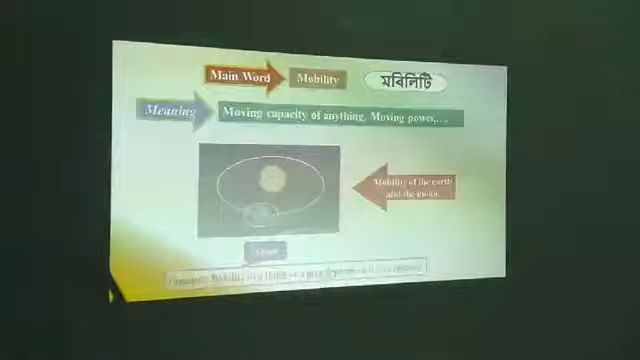 Main Word Mobility মবিলিটি
Meaning Moving capacity of anything, Moving power,....
Mobility of the earth
and the moon.